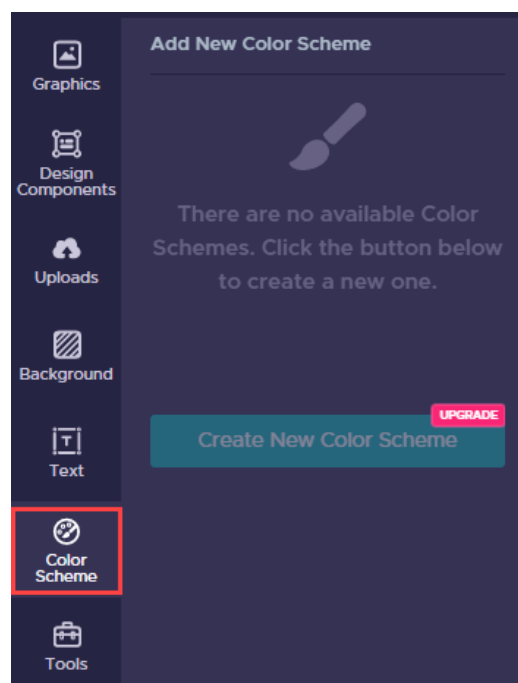 Graphics
Design
Components
Uploads
Background
Text
Color
Scheme
Tools
Add New Color Scheme
There are no available Color
Schemes. Click the button below
to create a new one.
UPGRADE
Create New Color Scheme